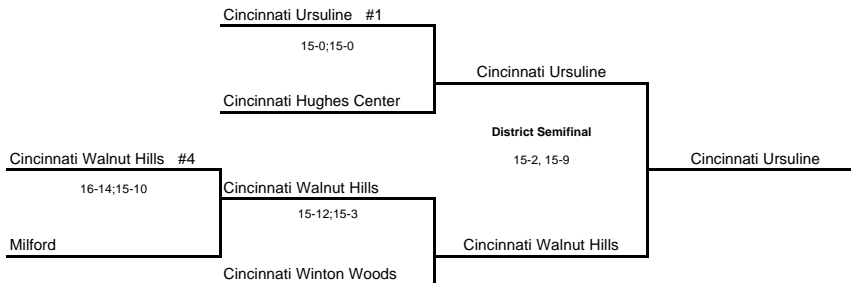 Cincinnati Ursuline #1
15-0;15-0
Cincinnati Ursuline
Cincinnati Hughes Center
District Semifinal
Cincinnati Walnut Hills #4
15-2, 15-9
Cincinnati Ursuline
16-14;15-10
Cincinnati Walnut Hills
15-12;15-3
Milford
Cincinnati Walnut Hills
Cincinnati Winton Woods